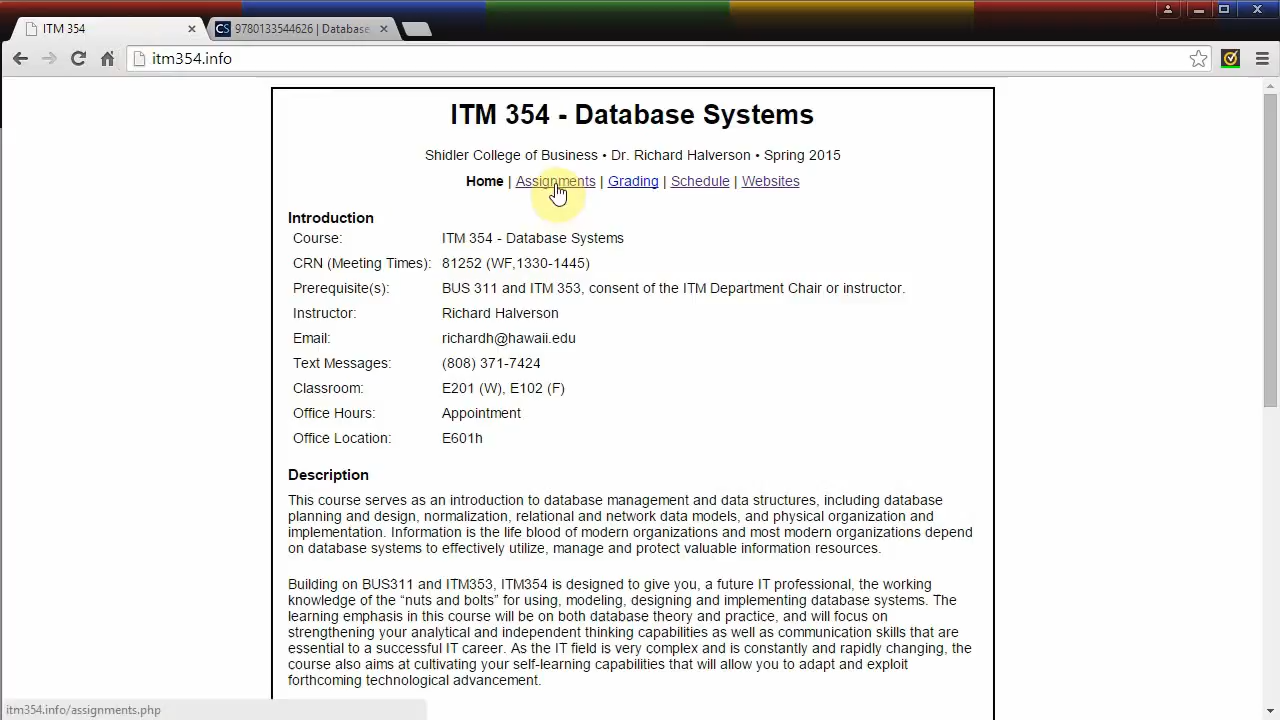 ITM 354
CS 9780133544626 | Database
itm354.info
ITM 354 - Database Systems
Shidler College of Business • Dr. Richard Halverson • Spring 2015
Home | Assignments | Grading | Schedule | Websites
Introduction
Course: ITM 354 - Database Systems
CRN (Meeting Times): 81252 (WF,1330-1445)
Prerequisite(s): BUS 311 and ITM 353, consent of the ITM Department Chair or instructor.
Instructor: Richard Halverson
Email: richardh@hawaii.edu
Text Messages: (808) 371-7424
Classroom: E201 (W), E102 (F)
Office Hours: Appointment
Office Location: E601h
Description
This course serves as an introduction to database management and data structures, including database
planning and design, normalization, relational and network data models, and physical organization and
implementation. Information is the life blood of modern organizations and most modern organizations depend
on database systems to effectively utilize, manage and protect valuable information resources.
Building on BUS311 and ITM353, ITM354 is designed to give you, a future IT professional, the working
knowledge of the “nuts and bolts” for using, modeling, designing and implementing database systems. The
learning emphasis in this course will be on both database theory and practice, and will focus on
strengthening your analytical and independent thinking capabilities as well as communication skills that are
essential to a successful IT career. As the IT field is very complex and is constantly and rapidly changing, the
course also aims at cultivating your self-learning capabilities that will allow you to adapt and exploit
forthcoming technological advancement.
itm354.info/assignments.php